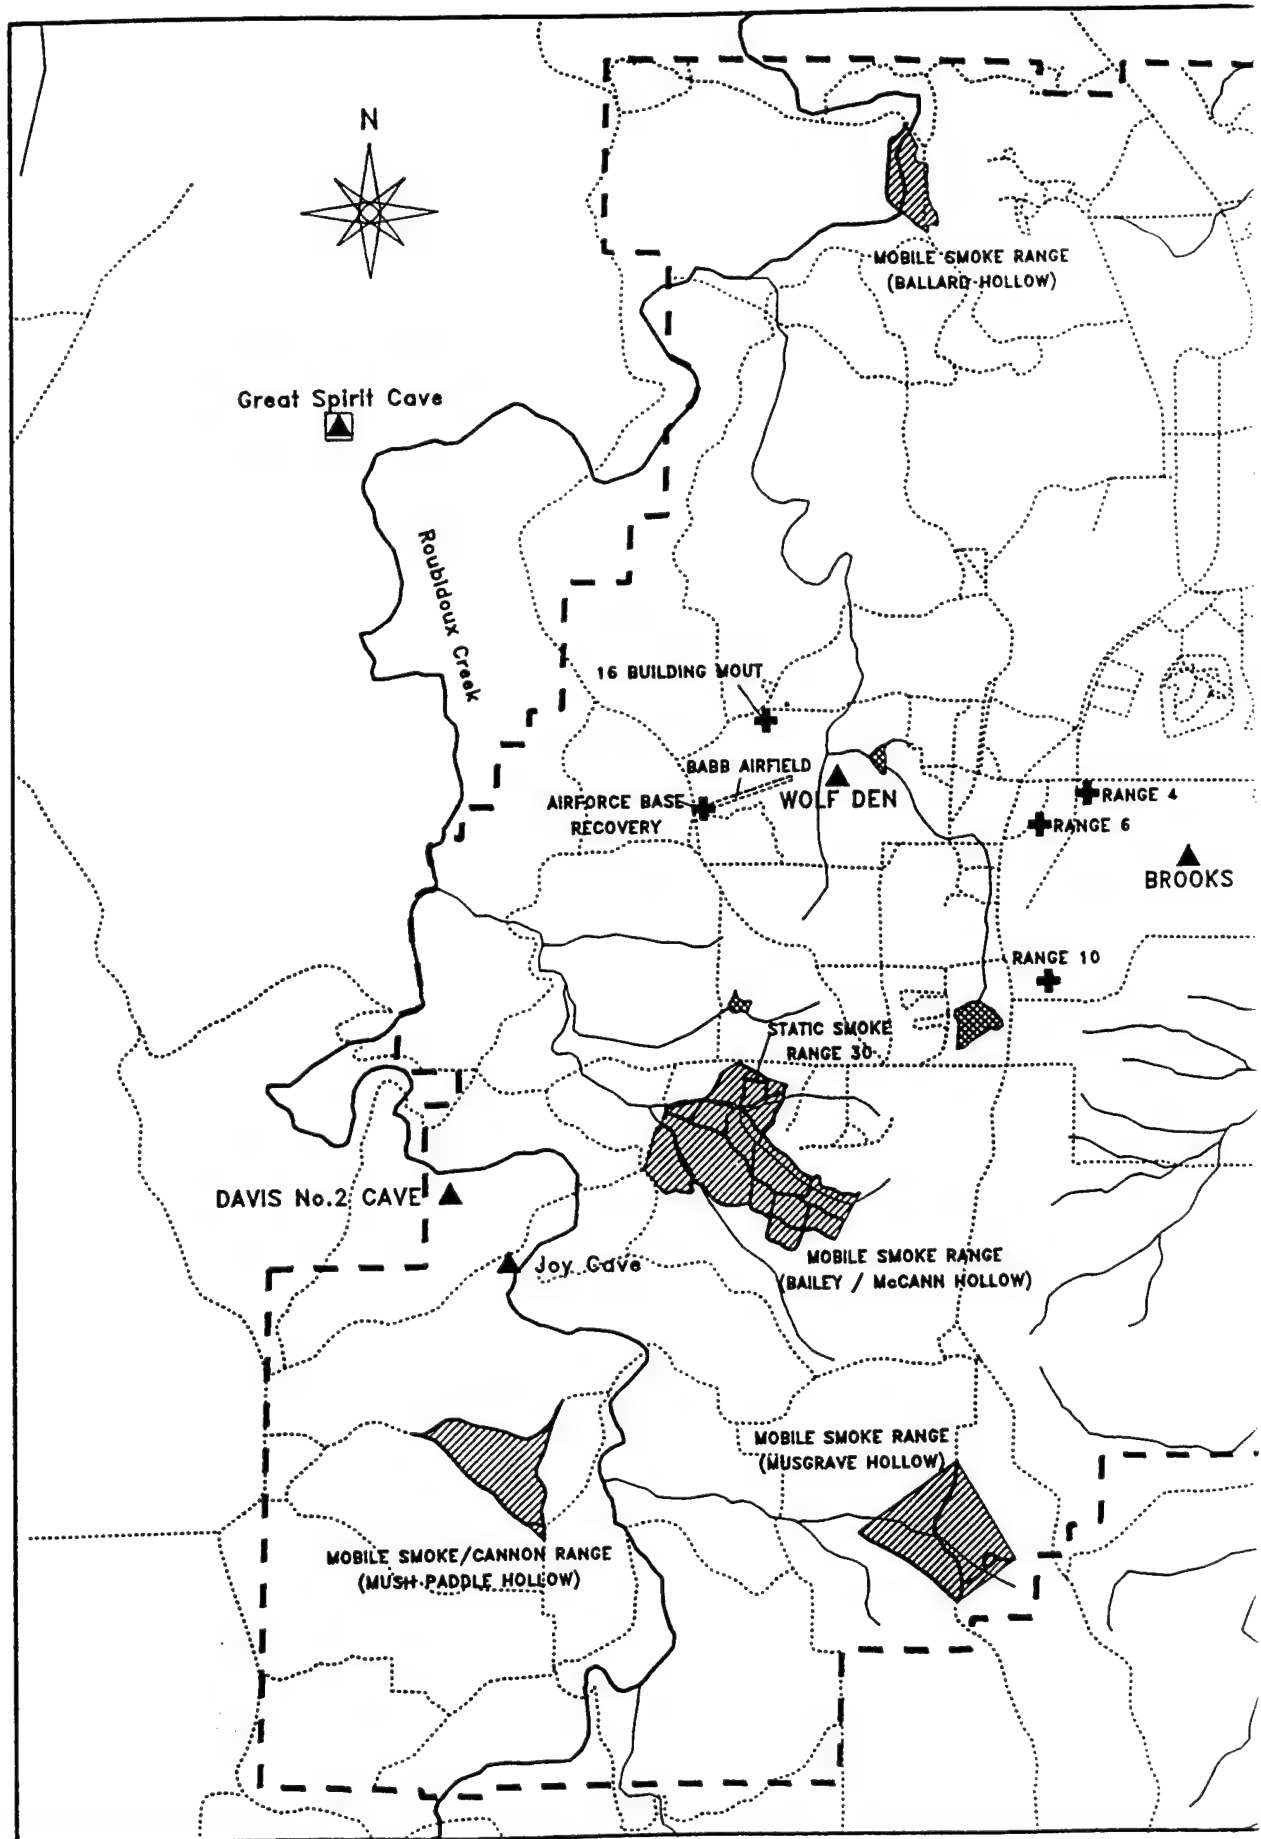 N
MOBILE SMOKE RANGE
(BALLARD HOLLOW)
Great Spirit Cave
Roubidoux Creek
16 BUILDING MOUT
BABB AIRFIELD
AIRFORCE BASE
RECOVERY
WOLF DEN
RANGE 4
RANGE 6
BROOKS
RANGE 10
STATIC SMOKE
RANGE 30
DAVIS No.2 CAVE
Joy Cave
MOBILE SMOKE RANGE
(BAILEY / McCANN HOLLOW)
MOBILE SMOKE RANGE
(MUSGRAVE HOLLOW)
MOBILE SMOKE/CANNON RANGE
(MUSH PADDLE HOLLOW)